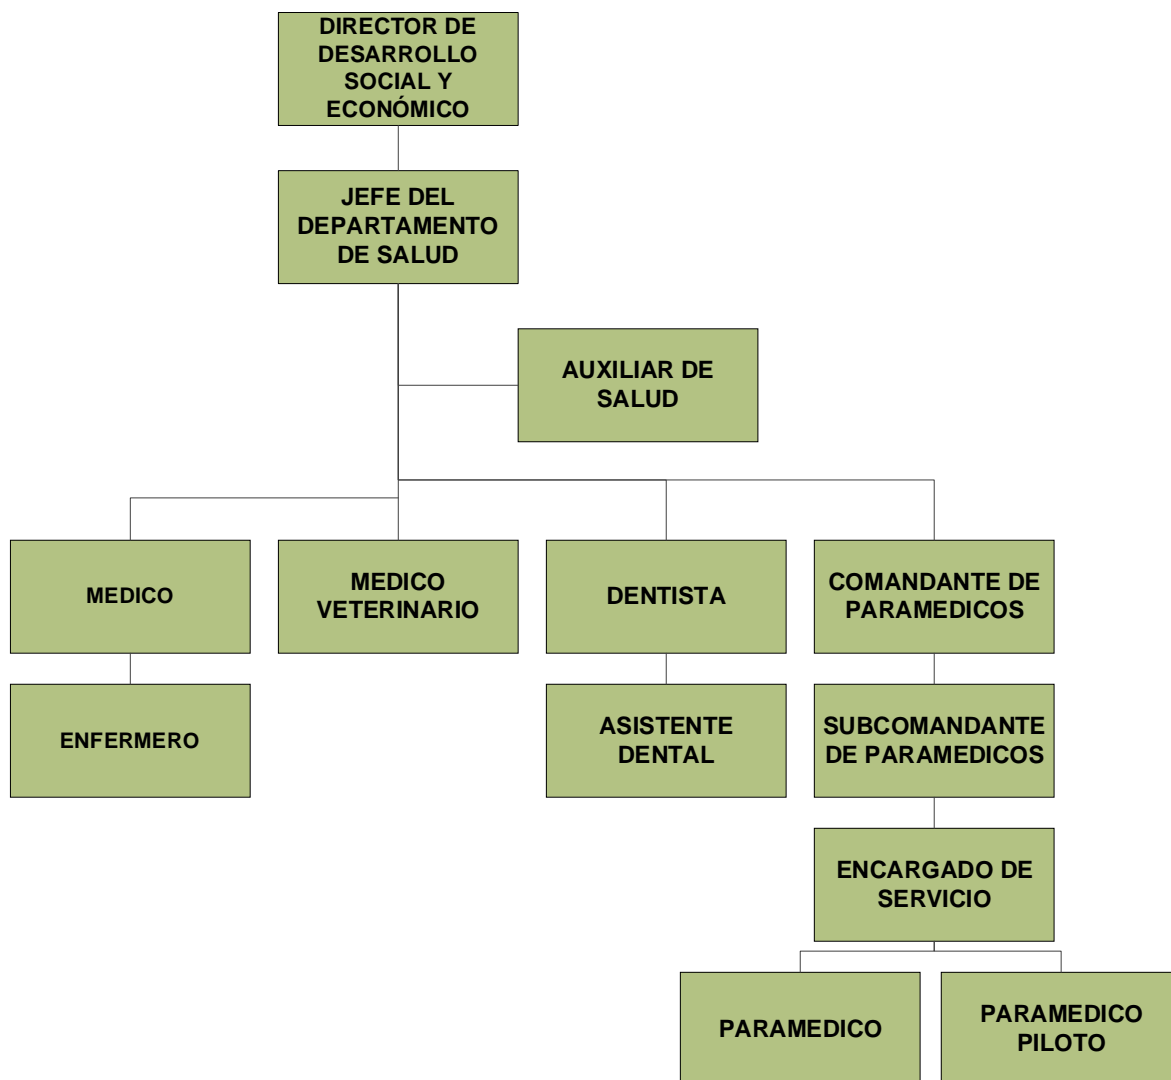 DIRECTOR DE
DESARROLLO
SOCIAL Y
ECONÓMICO
JEFE DEL
DEPARTAMENTO
DE SALUD
AUXILIAR DE
SALUD
MEDICO
MEDICO
VETERINARIO
DENTISTA
COMANDANTE DE
PARAMEDICOS
ENFERMERO
ASISTENTE
DENTAL
SUBCOMANDANTE
DE PARAMEDICOS
ENCARGADO DE
SERVICIO
PARAMEDICO
PARAMEDICO
PILOTO